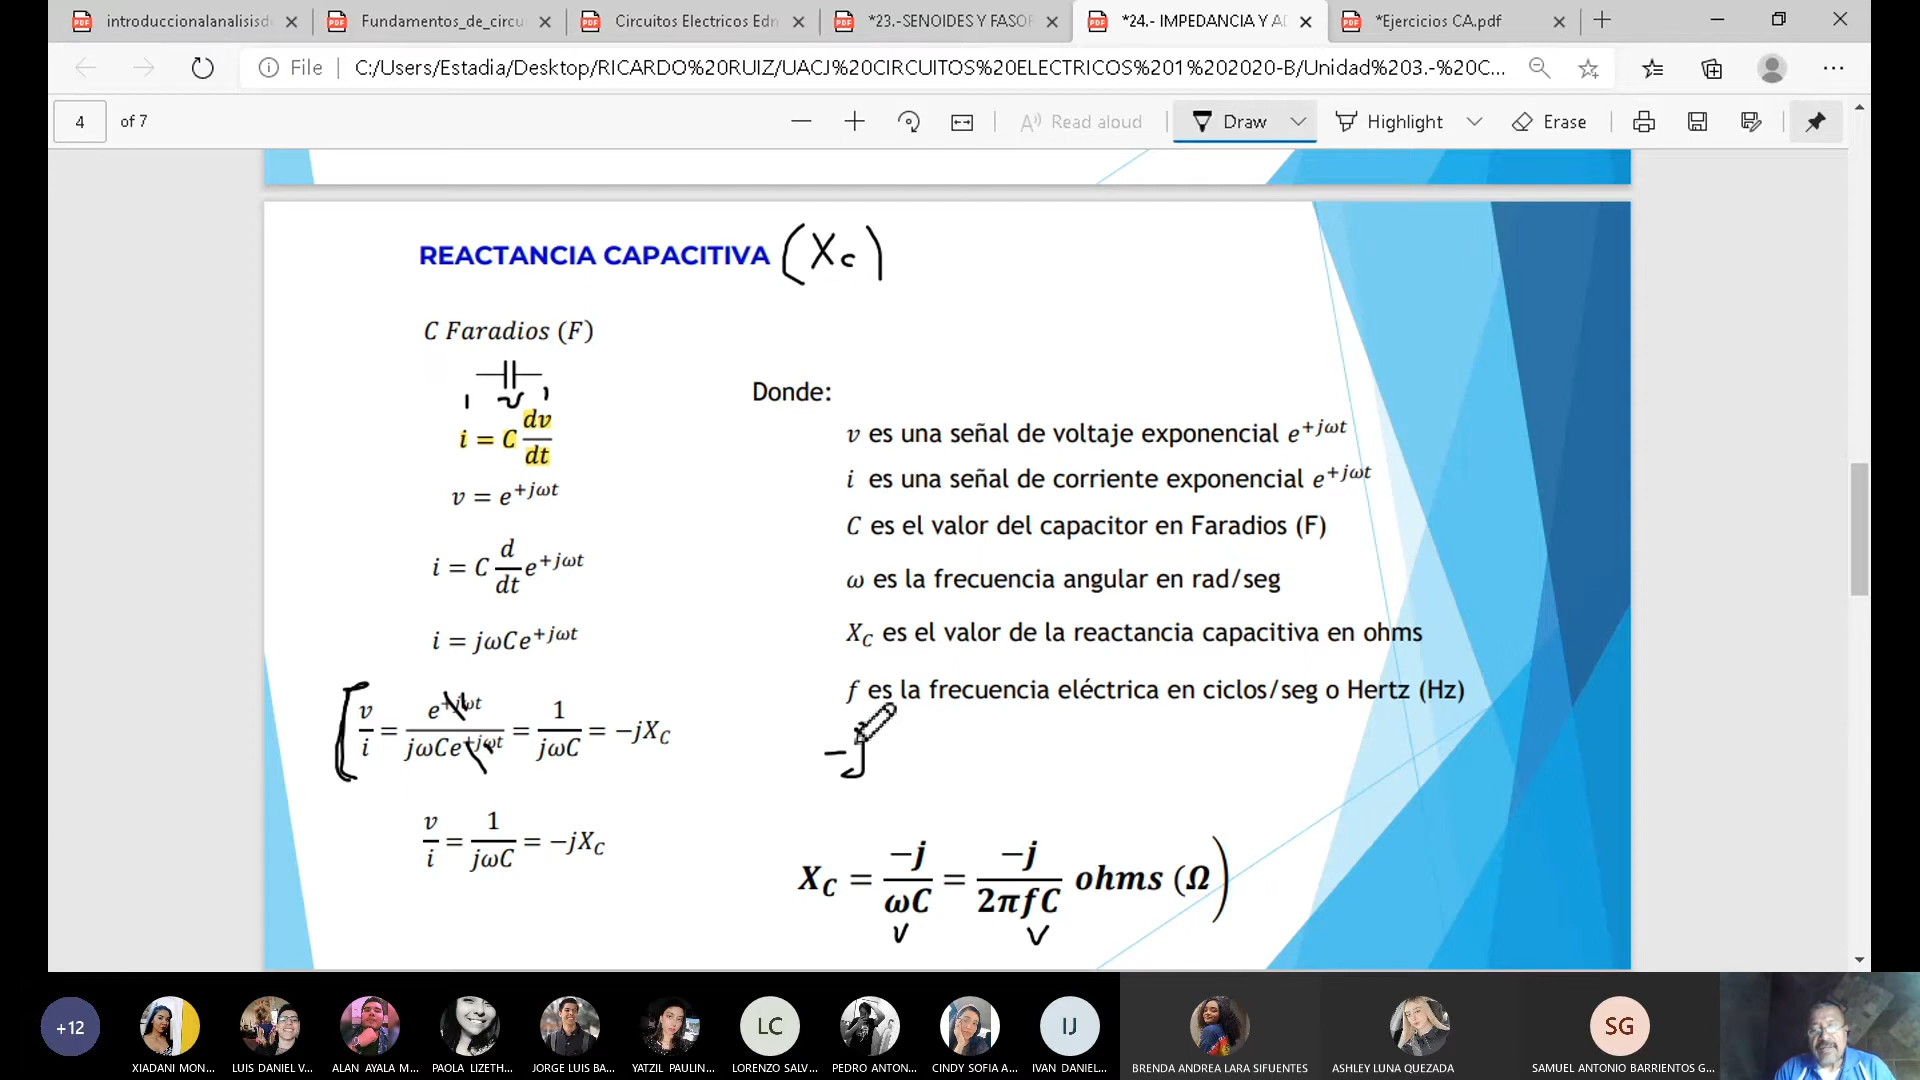 introduccionalanalisisd
Fundamentos_de_circu
Circuitos Electricos Edm
*23.-SENOIDES Y FASOR
*24.- IMPEDANCIA Y AD
*Ejercicios CA.pdf
File
C:/Users/Estadia/Desktop/RICARDO%20RUIZ/UACJ%20CIRCUITOS%20ELECTRICOS%201%202020-B/Unidad%203.-%20C...
4 of 7
Read aloud
Draw
Highlight
Erase
REACTANCIA CAPACITIVA (Xc)
C Faradios (F)
i = C dv/dt
v = e^{+jωt}
i = C d/dt e^{+jωt}
i = jωCe^{+jωt}
v/i = e^{+jωt}/jωCe^{+jωt} = 1/jωC = −jX_C
v/i = 1/jωC = −jX_C
Donde:
v es una señal de voltaje exponencial e^{+jωt}
i es una señal de corriente exponencial e^{+jωt}
C es el valor del capacitor en Faradios (F)
ω es la frecuencia angular en rad/seg
X_C es el valor de la reactancia capacitiva en ohms
f es la frecuencia eléctrica en ciclos/seg o Hertz (Hz)
−J
X_C = −j/ωC = −j/2πfC ohms (Ω)
+12
LC
IJ
SG
XIADANI MON...
LUIS DANIEL V...
ALAN AYALA M...
PAOLA LIZETH...
JORGE LUIS BA...
YATZIL PAULIN...
LORENZO SALV...
PEDRO ANTON...
CINDY SOFIA A...
IVAN DANIEL...
BRENDA ANDREA LARA SIFUENTES
ASHLEY LUNA QUEZADA
SAMUEL ANTONIO BARRIENTOS G...